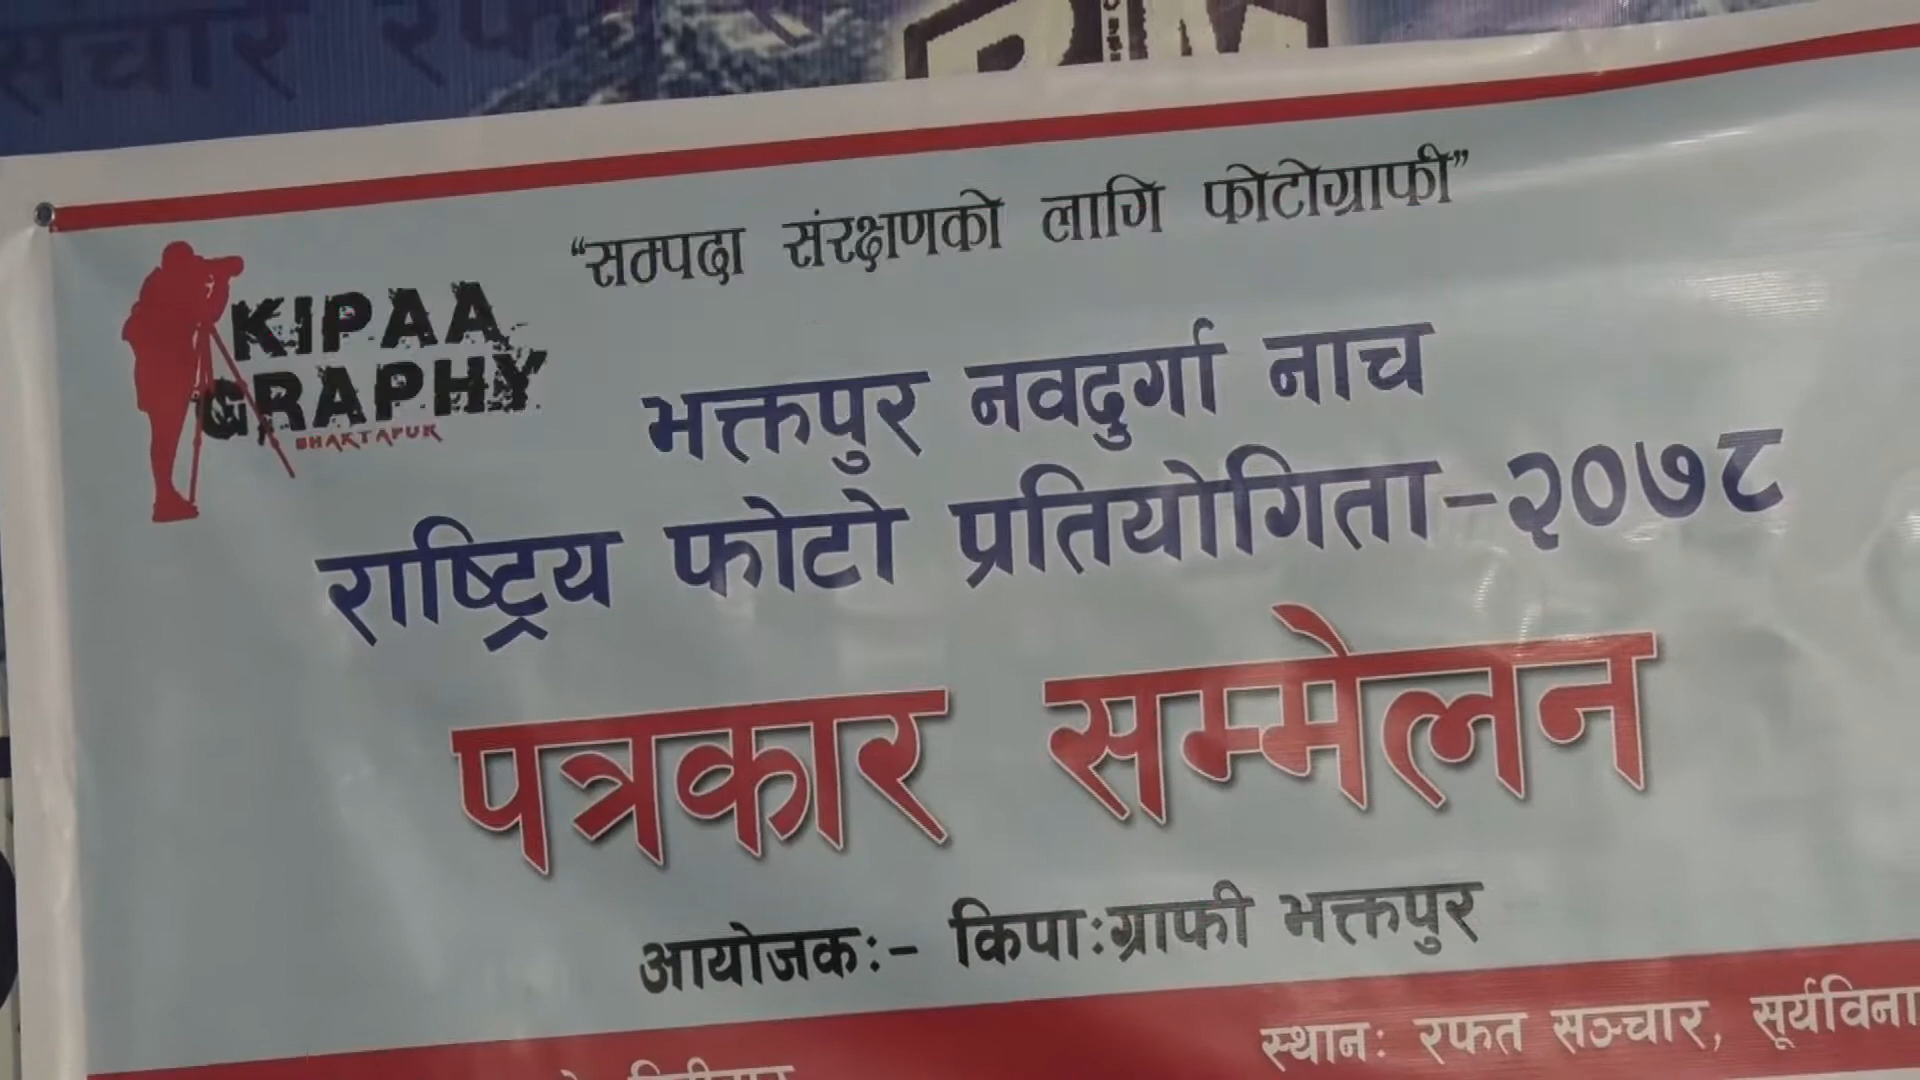 संचार
"सम्पदा संरक्षणको लागि फोटोग्राफी"
KIPAA
GRAPHY
BHAKTAPUR
भक्तपुर नवदुर्गा नाच
राष्ट्रिय फोटो प्रतियोगिता-२०७८
पत्रकार सम्मेलन
आयोजकः- किपाःग्राफी भक्तपुर
स्थानः रफत सञ्चार, सूर्यविना